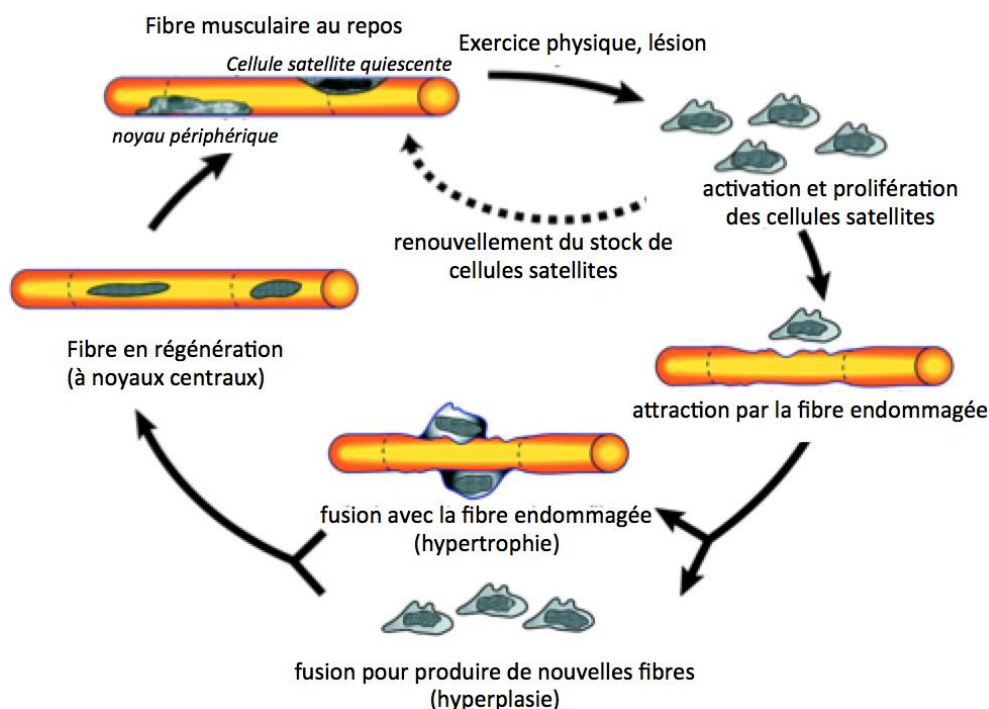 Fibre musculaire au repos
Cellule satellite quiescente
noyau périphérique
Exercice physique, lésion
activation et prolifération
des cellules satellites
renouvellement du stock de
cellules satellites
attraction par la fibre endommagée
fusion avec la fibre endommagée
(hypertrophie)
fusion pour produire de nouvelles fibres
(hyperplasie)
Fibre en régénération
(à noyaux centraux)